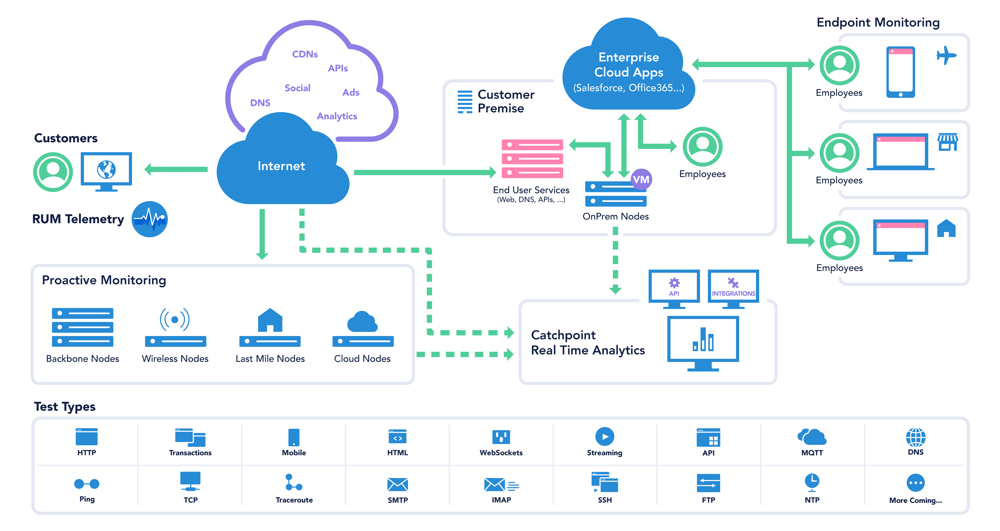 Endpoint Monitoring
CDNs
APIs
Social
Ads
DNS
Analytics
Internet
Customers
RUM Telemetry
Enterprise
Cloud Apps
(Salesforce, Office365...)
Customer
Premise
End User Services
(Web, DNS, APIs, ...)
VM
OnPrem Nodes
Employees
Employees
Employees
Employees
Proactive Monitoring
Backbone Nodes
Wireless Nodes
Last Mile Nodes
Cloud Nodes
API
INTEGRATIONS
Catchpoint
Real Time Analytics
Test Types
HTTP
Transactions
Mobile
HTML
WebSockets
Streaming
API
MQTT
DNS
Ping
TCP
Traceroute
SMTP
IMAP
SSH
FTP
NTP
More Coming...